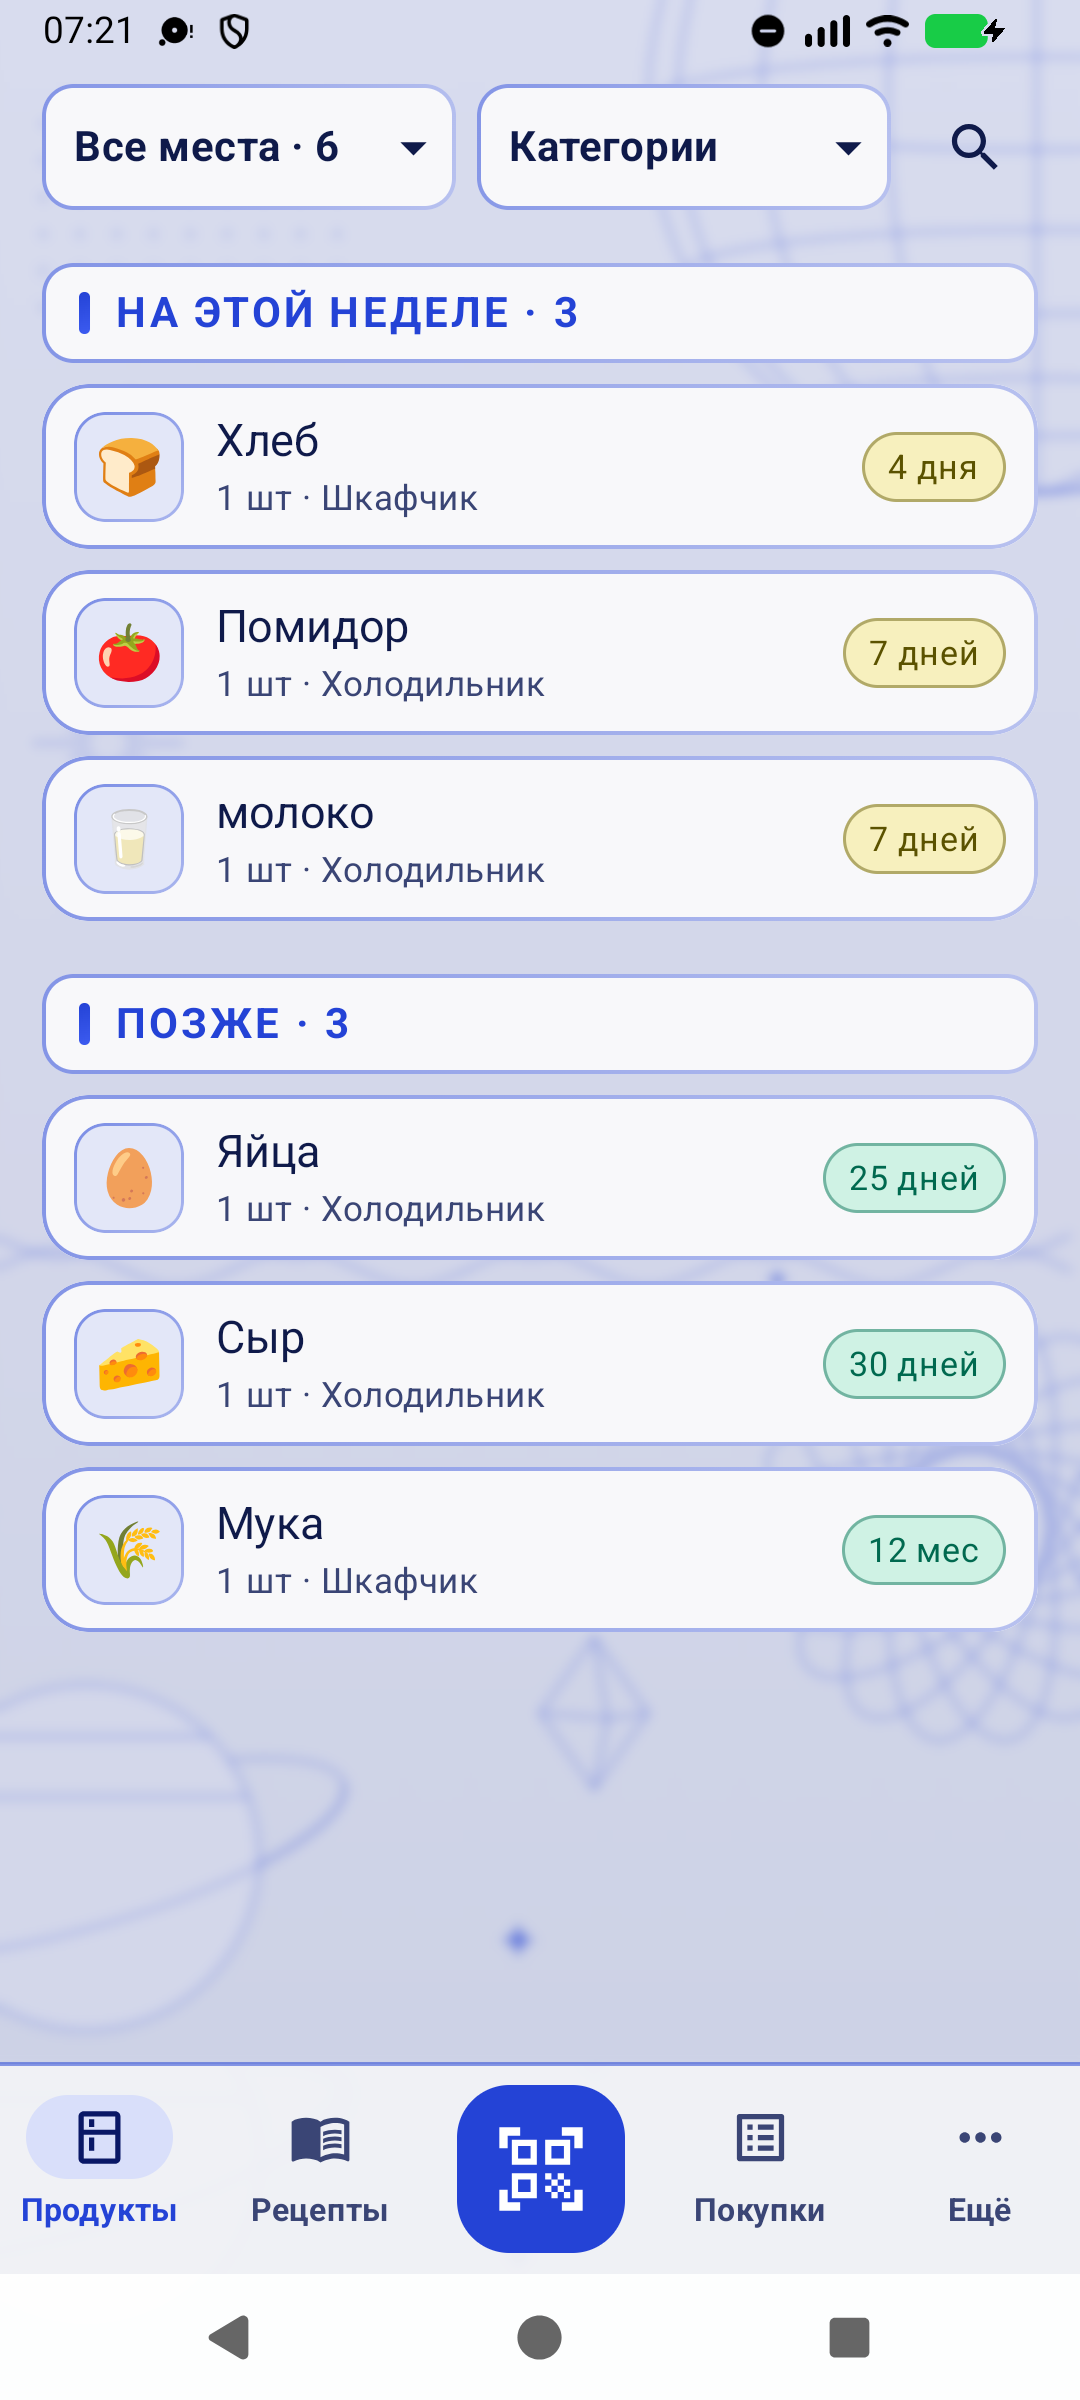 07:21
Все места · 6
Категории
НА ЭТОЙ НЕДЕЛЕ · 3
Хлеб
1 шт · Шкафчик
4 дня
Помидор
1 шт · Холодильник
7 дней
молоко
1 шт · Холодильник
7 дней
ПОЗЖЕ · 3
Яйца
1 шт · Холодильник
25 дней
Сыр
1 шт · Холодильник
30 дней
Мука
1 шт · Шкафчик
12 мес
Продукты
Рецепты
Покупки
Ещё